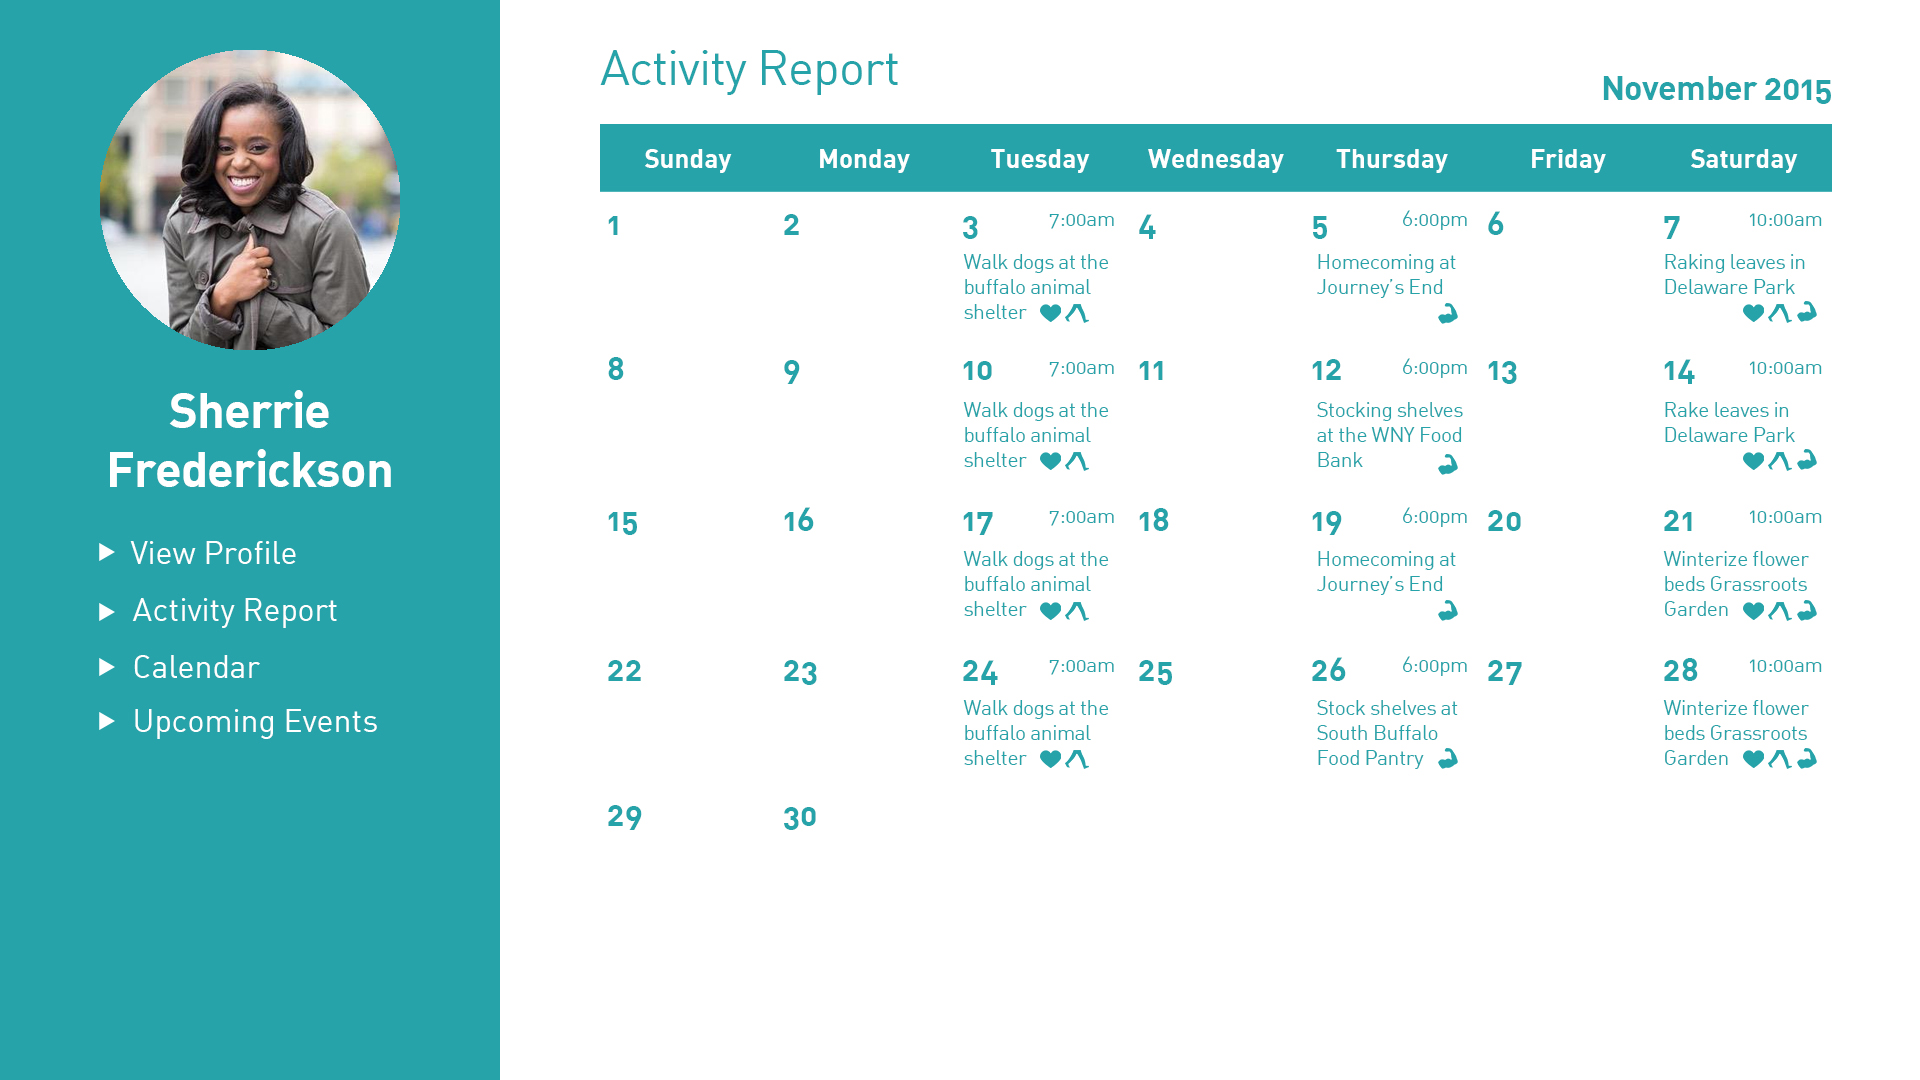 Sherrie
Frederickson
View Profile
Activity Report
Calendar
Upcoming Events
Activity Report
November 2015
Sunday Monday Tuesday Wednesday Thursday Friday Saturday
1 2 3 7:00am 4 5 6:00pm 6 7 10:00am
Walk dogs at the Homecoming at Raking leaves in
buffalo animal Journey's End Delaware Park
shelter
8 9 10 7:00am 11 12 6:00pm 13 14 10:00am
Walk dogs at the Stocking shelves Rake leaves in
buffalo animal at the WNY Food Delaware Park
shelter Bank
15 16 17 7:00am 18 19 6:00pm 20 21 10:00am
Walk dogs at the Homecoming at Winterize flower
buffalo animal Journey's End beds Grassroots
shelter Garden
22 23 24 7:00am 25 26 6:00pm 27 28 10:00am
Walk dogs at the Stock shelves at Winterize flower
buffalo animal South Buffalo beds Grassroots
shelter Food Pantry Garden
29 30